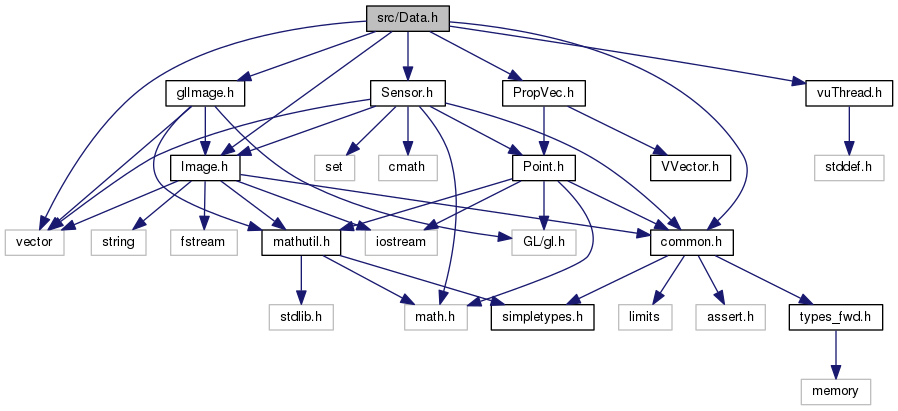 src/Data.h
glImage.h
Sensor.h
PropVec.h
vuThread.h
Image.h
set
cmath
Point.h
VVector.h
stddef.h
vector
string
fstream
mathutil.h
iostream
GL/gl.h
common.h
stdlib.h
math.h
simpletypes.h
limits
assert.h
types_fwd.h
memory